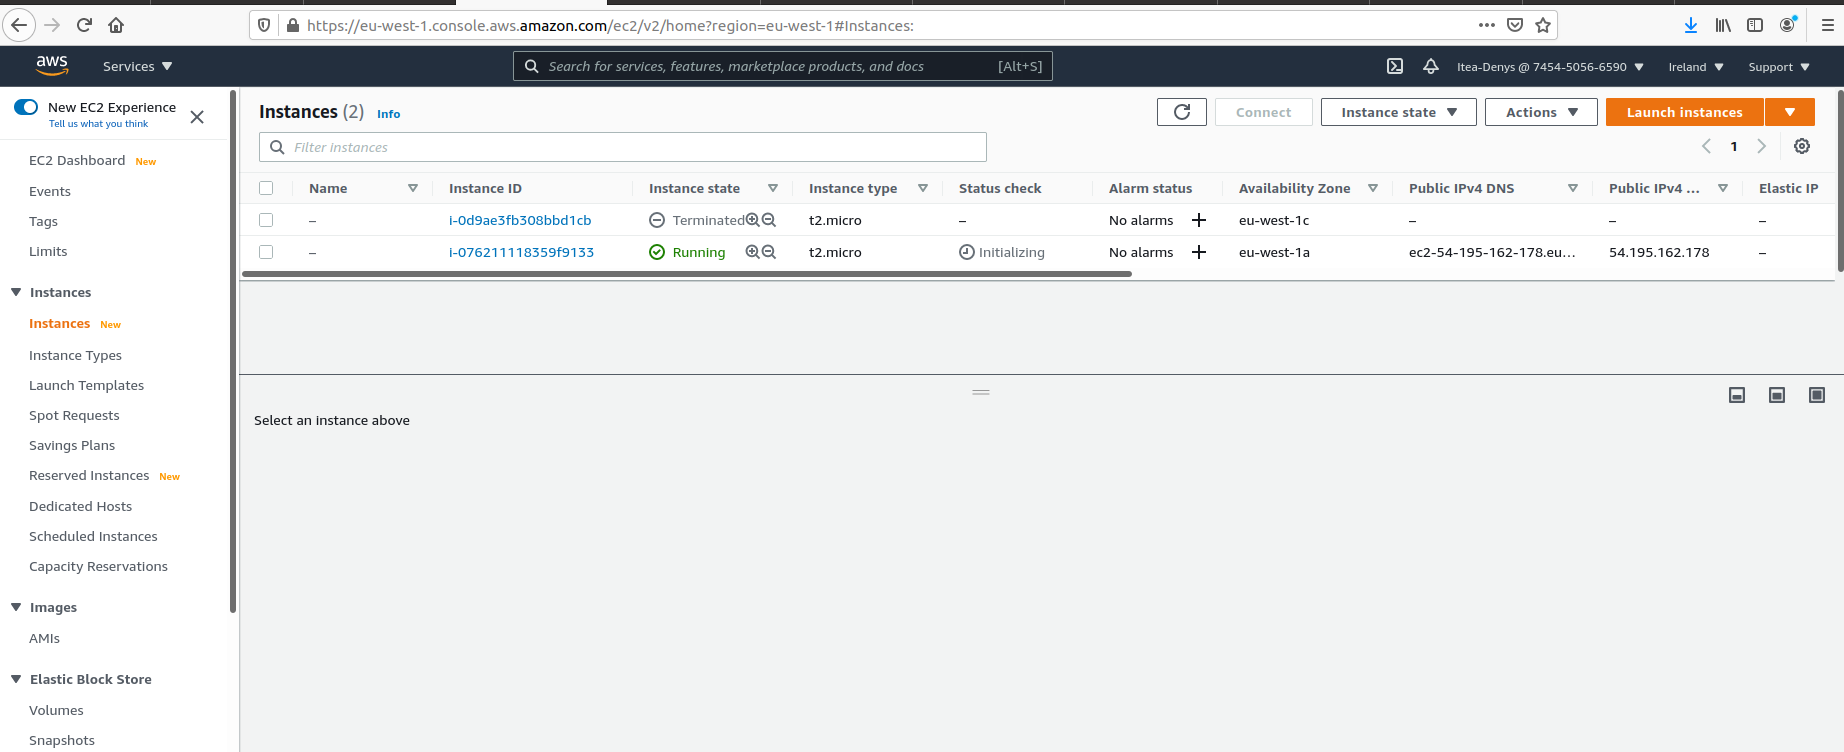 https://eu-west-1.console.aws.amazon.com/ec2/v2/home?region=eu-west-1#Instances:
aws Services Search for services, features, marketplace products, and docs [Alt+S] Itea-Denys @ 7454-5056-6590 Ireland Support
New EC2 Experience
Tell us what you think
EC2 Dashboard New
Events
Tags
Limits
Instances
Instances New
Instance Types
Launch Templates
Spot Requests
Savings Plans
Reserved Instances New
Dedicated Hosts
Scheduled Instances
Capacity Reservations
Images
AMIs
Elastic Block Store
Volumes
Snapshots
Instances (2) Info Connect Instance state Actions Launch instances
Filter instances 1
Name Instance ID Instance state Instance type Status check Alarm status Availability Zone Public IPv4 DNS Public IPv4 ... Elastic IP
– i-0d9ae3fb308bbd1cb Terminated t2.micro – No alarms eu-west-1c – – –
– i-076211118359f9133 Running t2.micro Initializing No alarms eu-west-1a ec2-54-195-162-178.eu... 54.195.162.178 –
Select an instance above